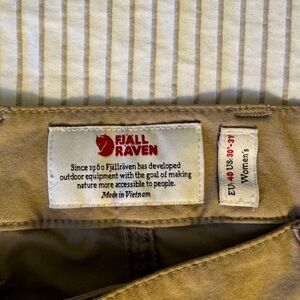 FJÄLL
RÄVEN
Since 1960 Fjällräven has developed
outdoor equipment with the goal of making
nature more accessible to people.
Made in Vietnam
EU:40 US:30"-31"
Women's